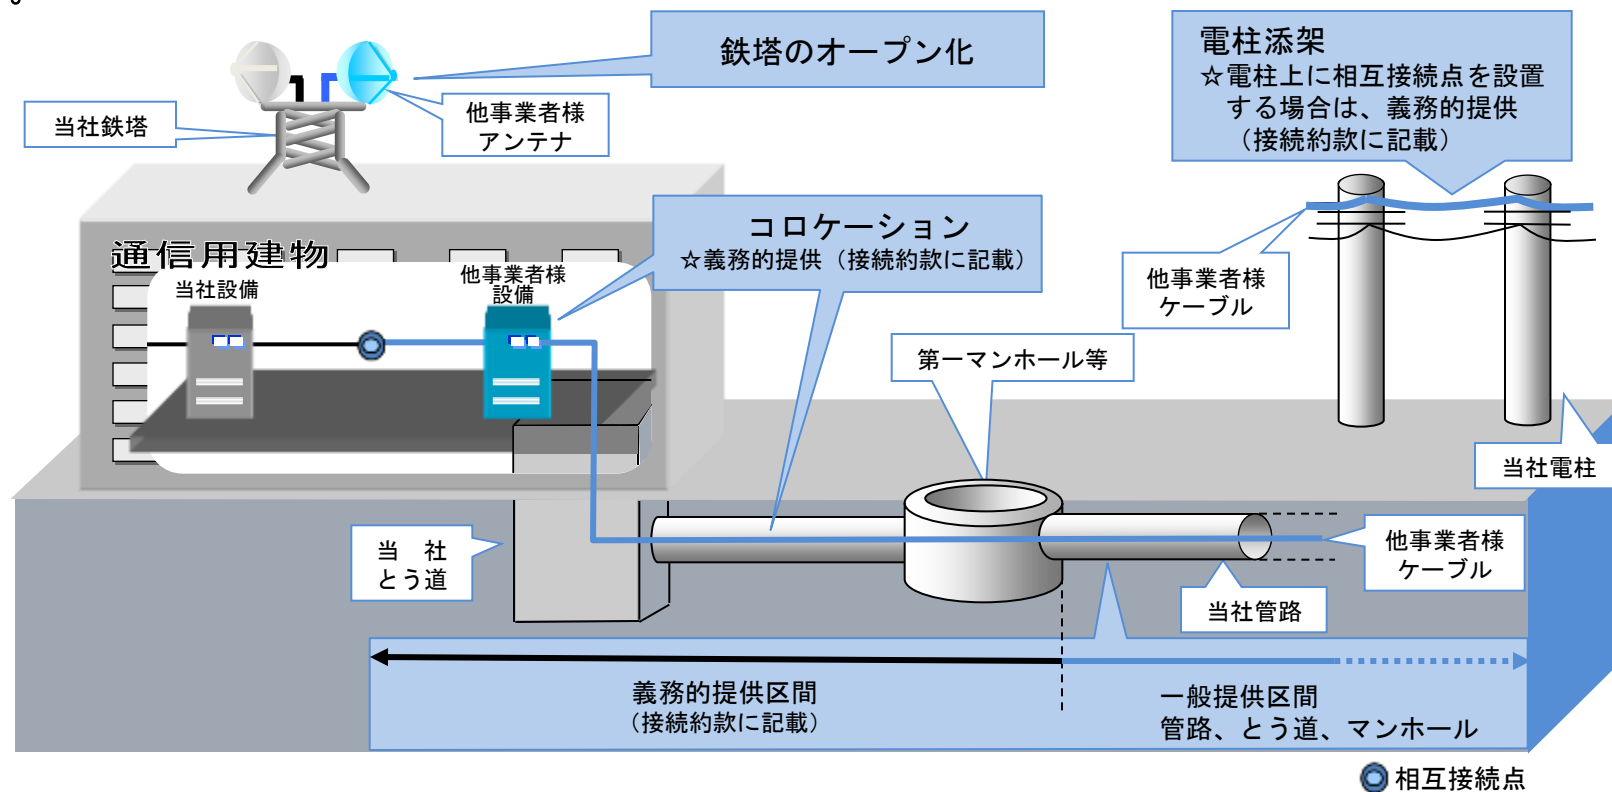 。
鉄塔のオープン化
電柱添架
☆電柱上に相互接続点を設置
する場合は、義務的提供
（接続約款に記載）
当社鉄塔
他事業者様
アンテナ
コロケーション
☆義務的提供（接続約款に記載）
通信用建物
当社設備
他事業者様
設備
他事業者様
ケーブル
第一マンホール等
当社電柱
当　社
とう道
他事業者様
ケーブル
当社管路
義務的提供区間
（接続約款に記載）
一般提供区間
管路、とう道、マンホール
相互接続点